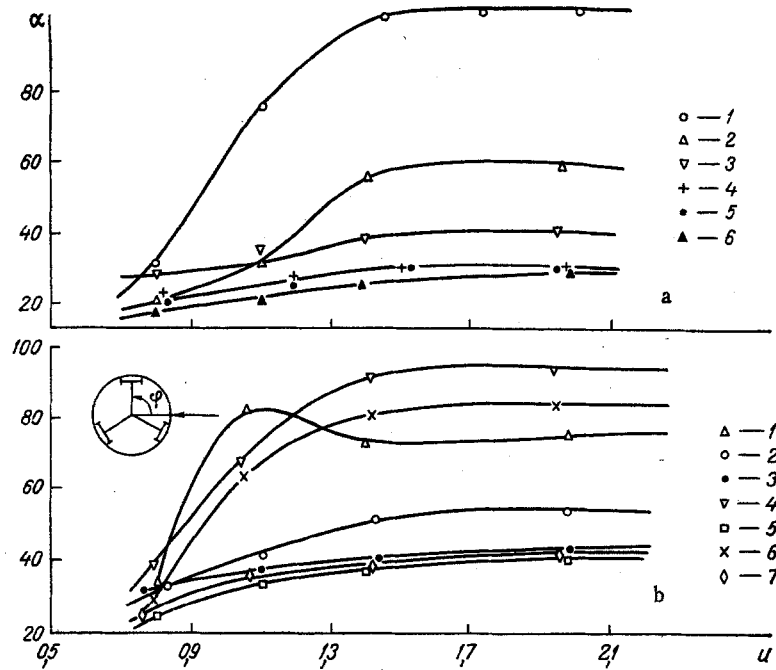 α
80
60
40
20
○ — 1
△ — 2
▽ — 3
+ — 4
● — 5
▲ — 6
a
100
80
60
40
20
φ
△ — 1
○ — 2
● — 3
▽ — 4
□ — 5
× — 6
◊ — 7
b
0,5
0,9
1,3
1,7
2,1
u